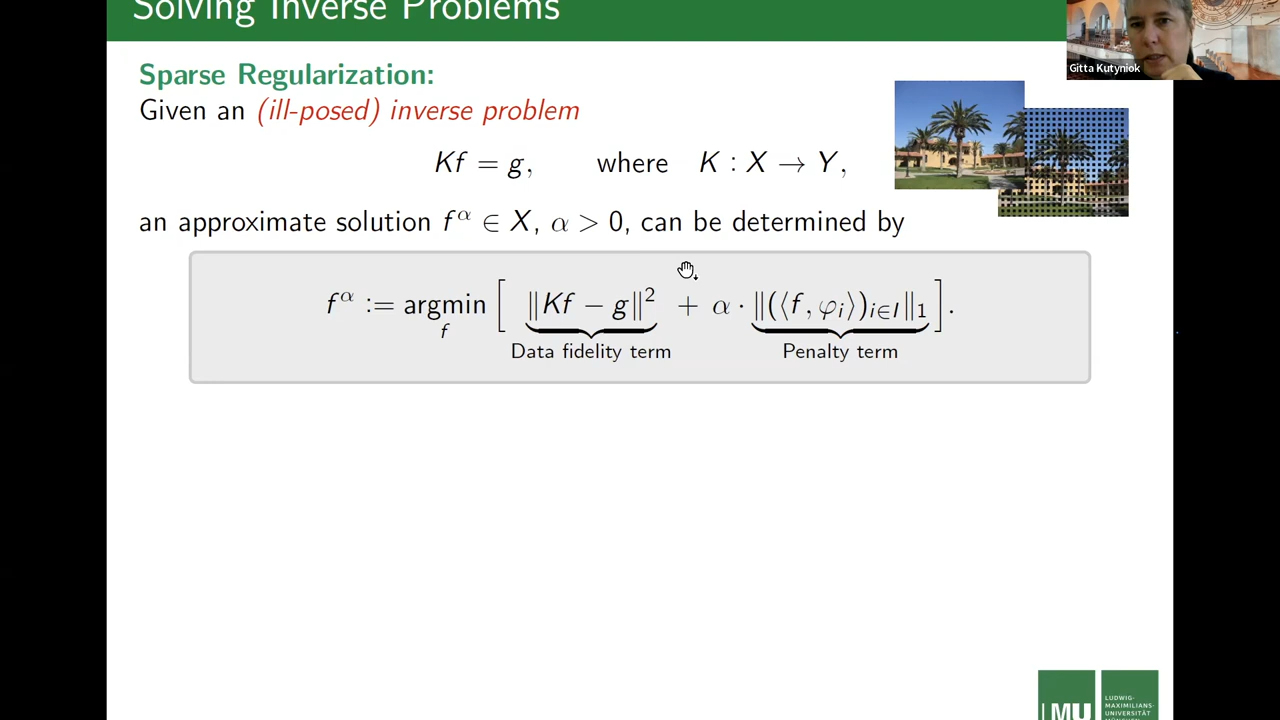 Solving Inverse Problems
Gitta Kutyniok
Sparse Regularization:
Given an (ill-posed) inverse problem
Kf = g, where K : X → Y,
an approximate solution f^α ∈ X, α > 0, can be determined by
f^α := argmin_f [ ‖Kf − g‖² + α · ‖(⟨f, φ_i⟩)_{i∈I}‖₁ ].
Data fidelity term Penalty term
LMU
LUDWIG-
MAXIMILIANS-
UNIVERSITÄT
MÜNCHEN